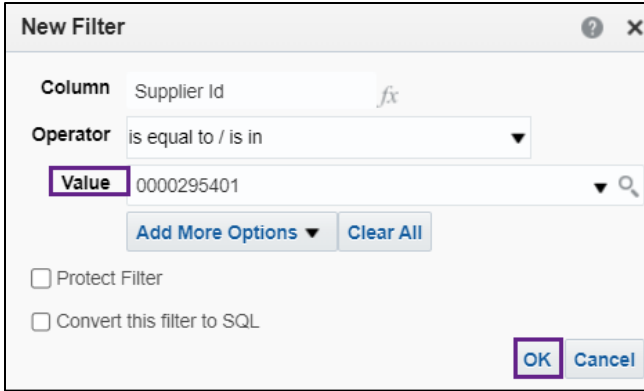 New Filter
Column Supplier Id fx
Operator is equal to / is in
Value 0000295401
Add More Options Clear All
Protect Filter
Convert this filter to SQL
OK Cancel